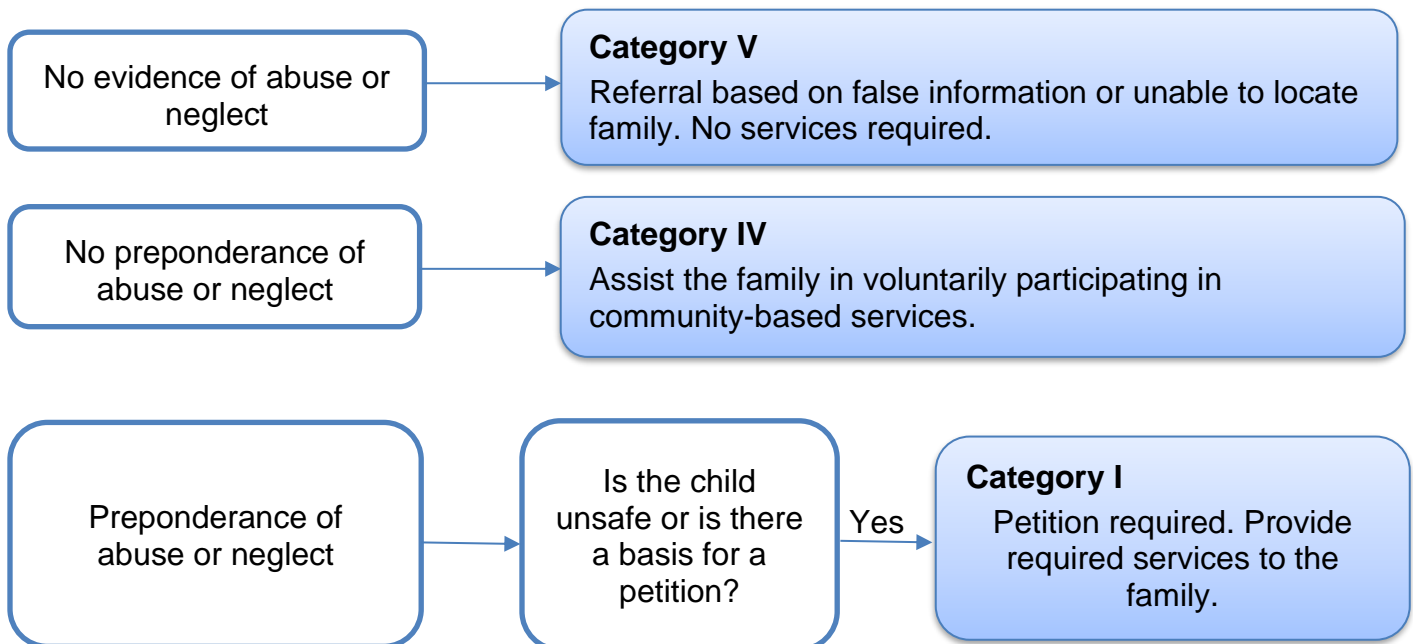 No evidence of abuse or
neglect
Category V
Referral based on false information or unable to locate
family. No services required.
No preponderance of
abuse or neglect
Category IV
Assist the family in voluntarily participating in
community-based services.
Preponderance of
abuse or neglect
Is the child
unsafe or is there
a basis for a
petition?
Yes
Category I
Petition required. Provide
required services to the
family.